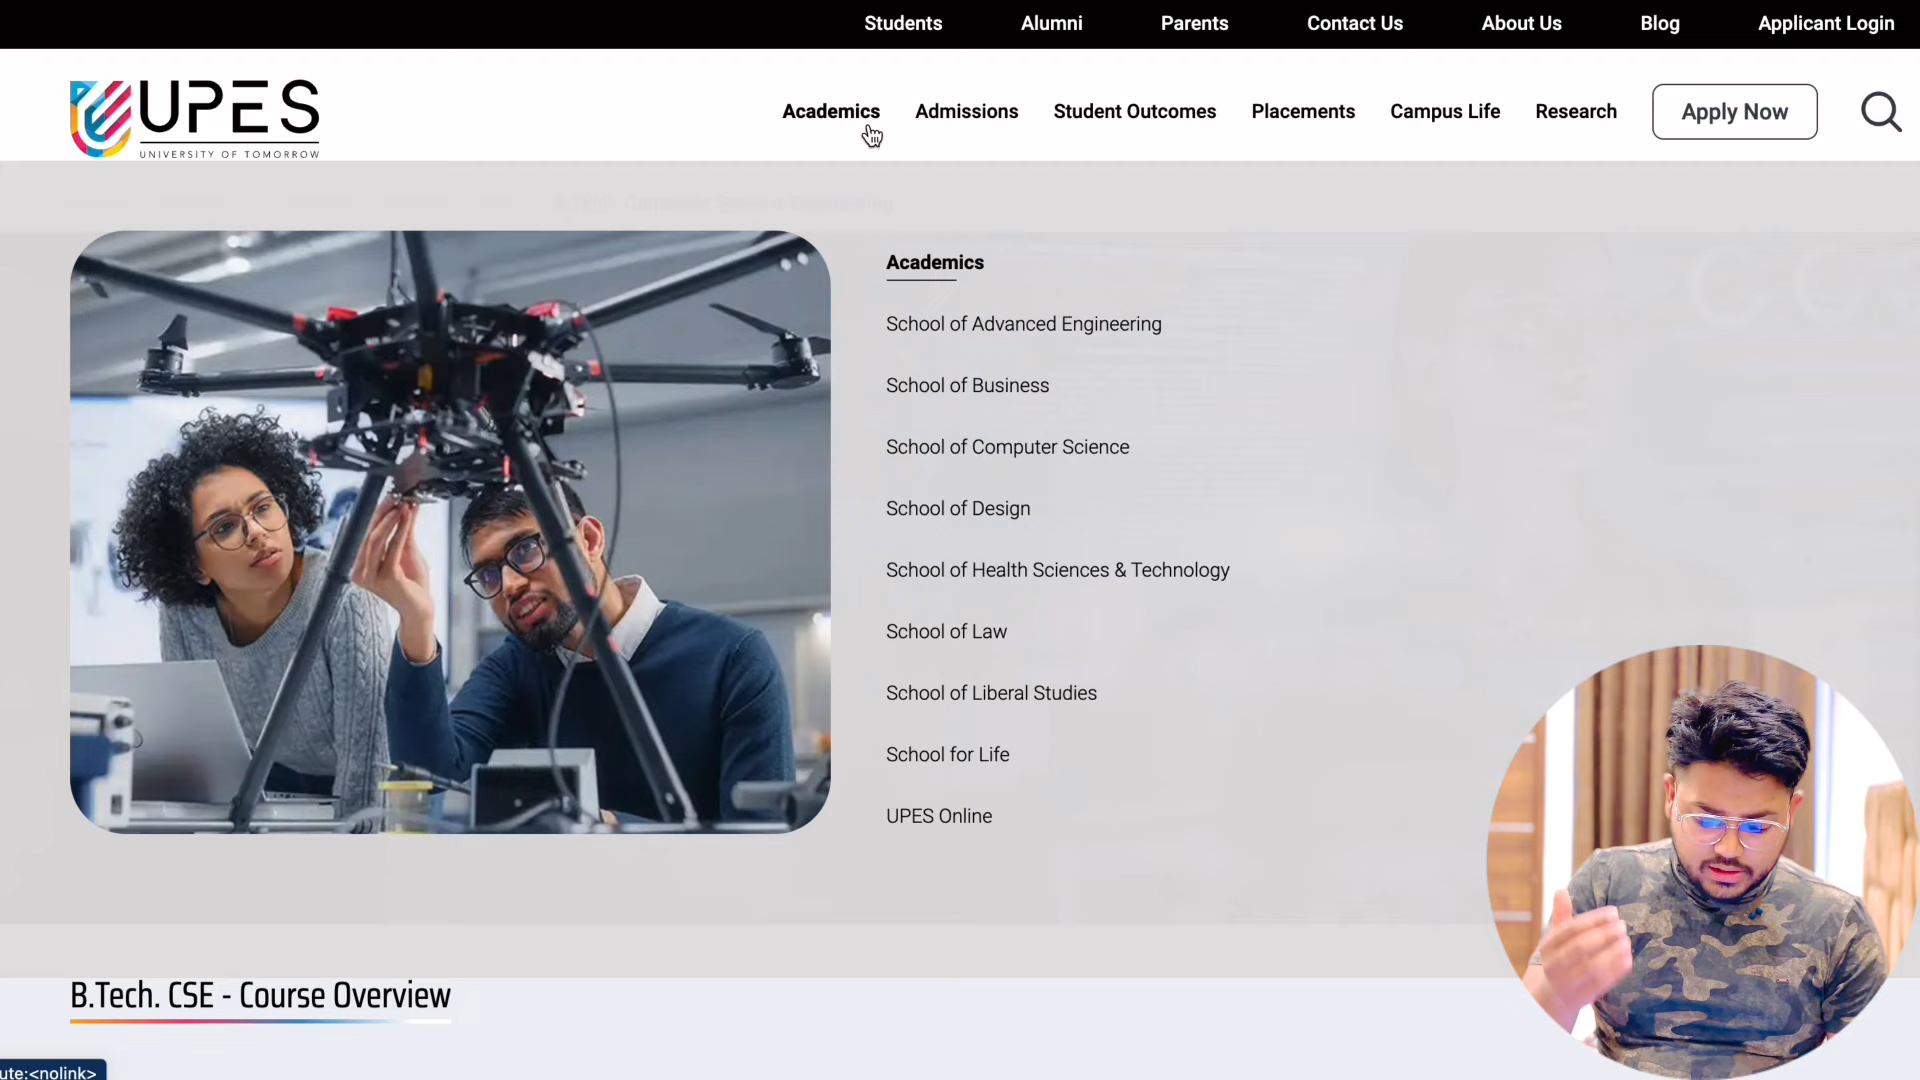 Students Alumni Parents Contact Us About Us Blog Applicant Login
UPES
UNIVERSITY OF TOMORROW
Academics Admissions Student Outcomes Placements Campus Life Research Apply Now
Academics
School of Advanced Engineering
School of Business
School of Computer Science
School of Design
School of Health Sciences & Technology
School of Law
School of Liberal Studies
School for Life
UPES Online
B.Tech. CSE - Course Overview
ute:<nolink>